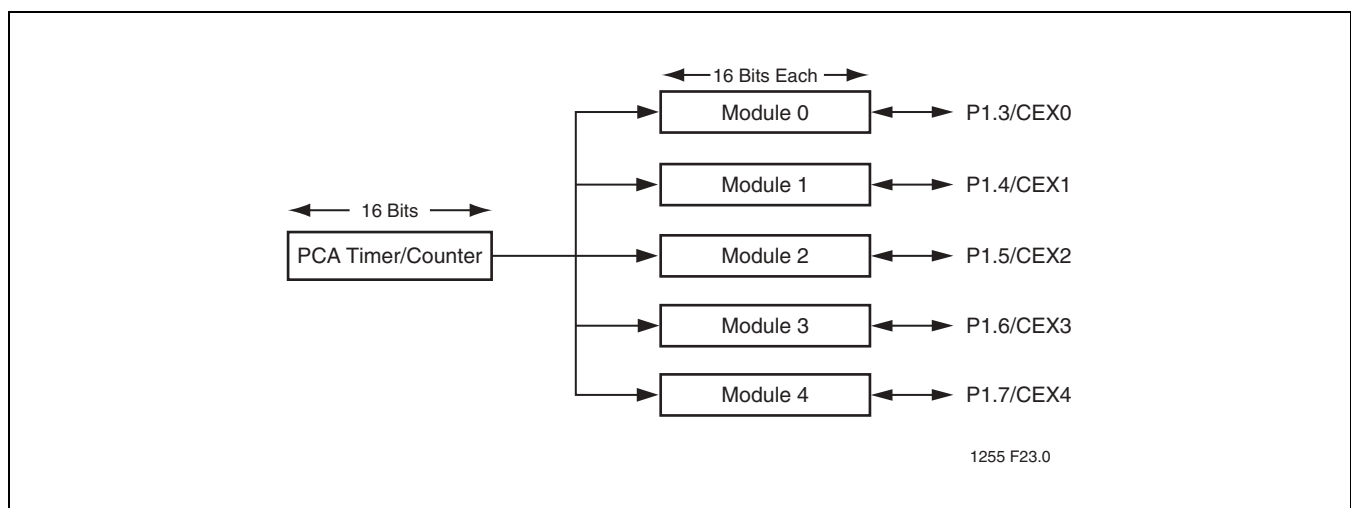 16 Bits Each
Module 0
P1.3/CEX0
Module 1
P1.4/CEX1
16 Bits
PCA Timer/Counter
Module 2
P1.5/CEX2
Module 3
P1.6/CEX3
Module 4
P1.7/CEX4
1255 F23.0